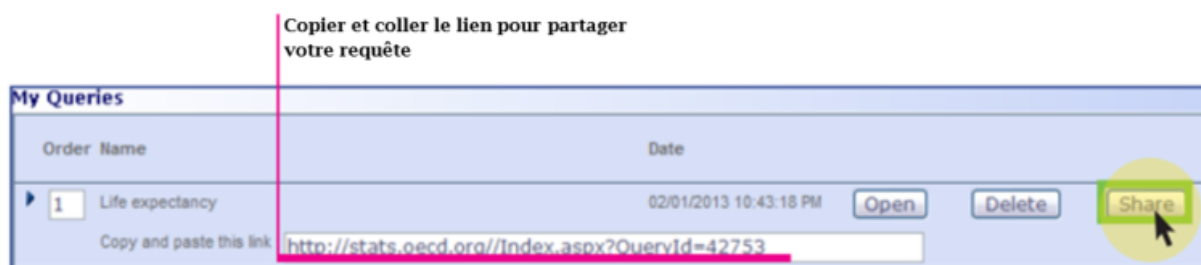 Copier et coller le lien pour partager
votre requête
My Queries
Order Name Date
1 Life expectancy 02/01/2013 10:43:18 PM Open Delete Share
Copy and paste this link http://stats.oecd.org//Index.aspx?QueryId=42753